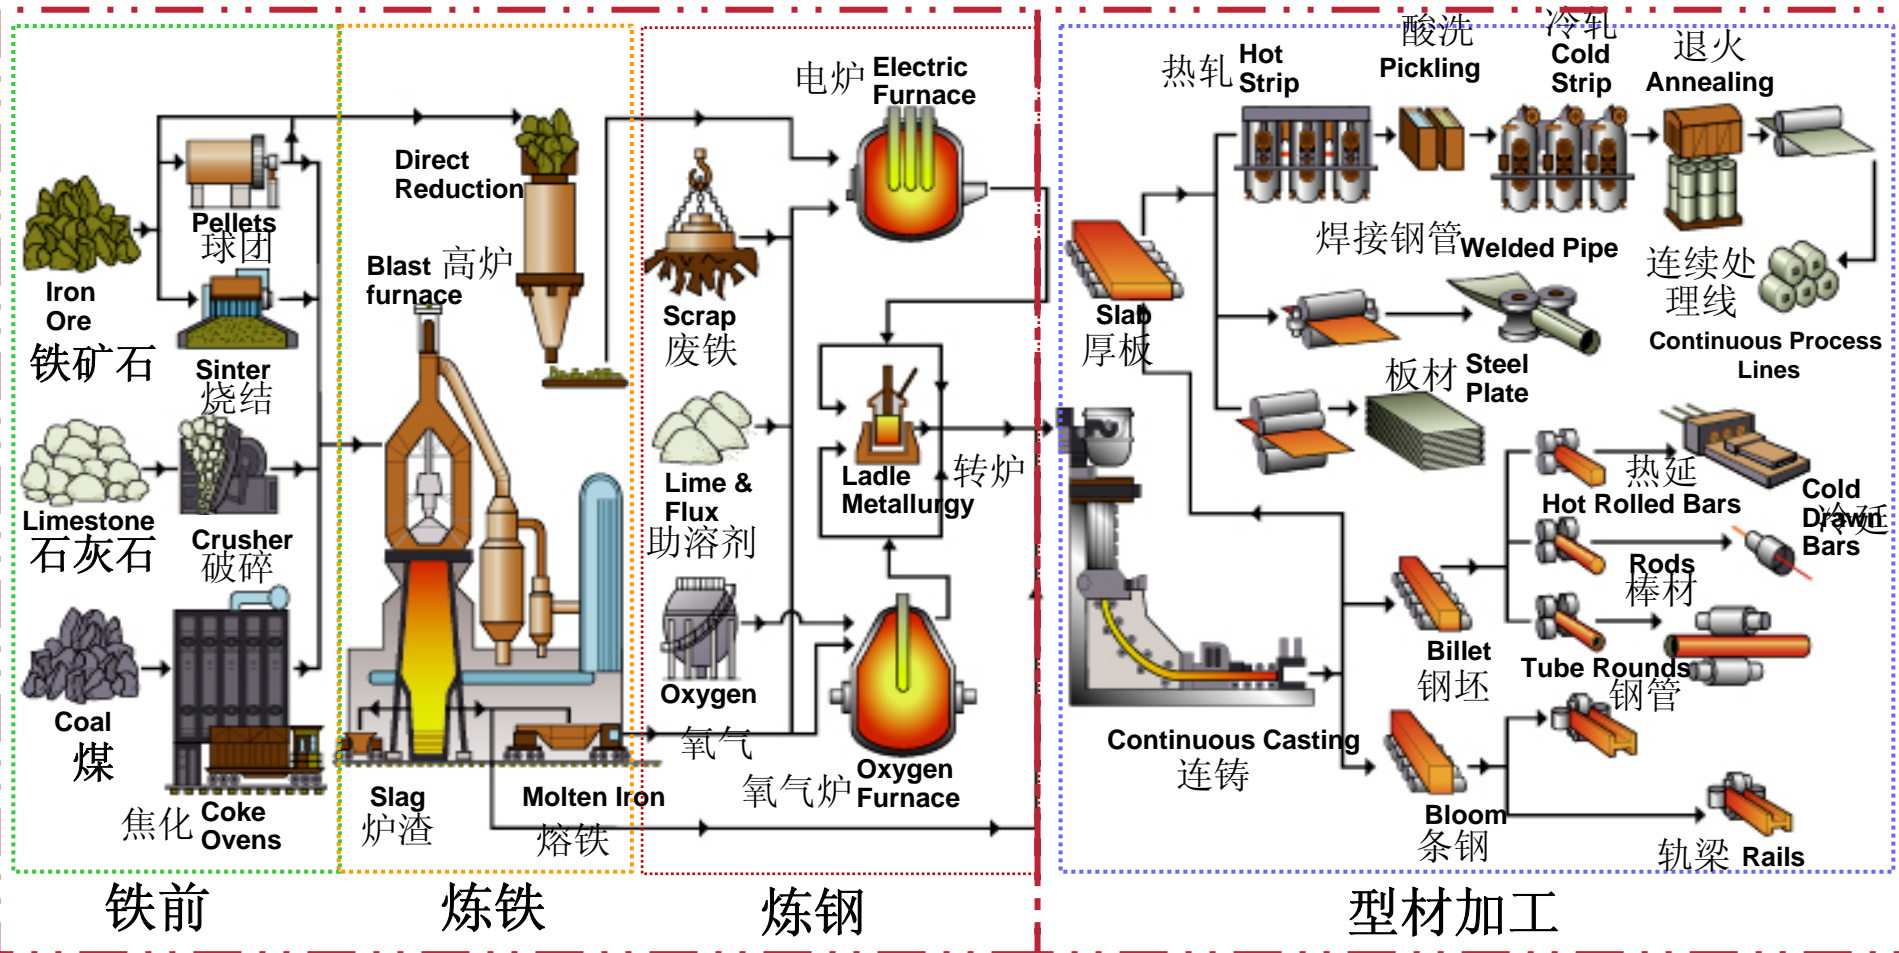 Iron
Ore
铁矿石
Pellets
球团
Sinter
烧结
Limestone
石灰石
Crusher
破碎
Coal
煤
焦化
Coke
Ovens
铁前
Direct
Reduction
Blast
furnace
高炉
Slag
炉渣
Molten Iron
熔铁
炼铁
电炉
Electric
Furnace
Scrap
废铁
Lime &
Flux
助溶剂
Ladle
Metallurgy
转炉
Oxygen
氧气
氧气炉
Oxygen
Furnace
炼钢
热轧
Hot
Strip
酸洗
Pickling
冷轧
Cold
Strip
退火
Annealing
Slab
厚板
焊接钢管
Welded Pipe
连续处
理线
Continuous Process
Lines
板材
Steel
Plate
热延
Hot Rolled Bars
Cold
Drawn
Bars
冷延
Rods
棒材
Billet
钢坯
Tube Rounds
钢管
Continuous Casting
连铸
Bloom
条钢
轨梁
Rails
型材加工